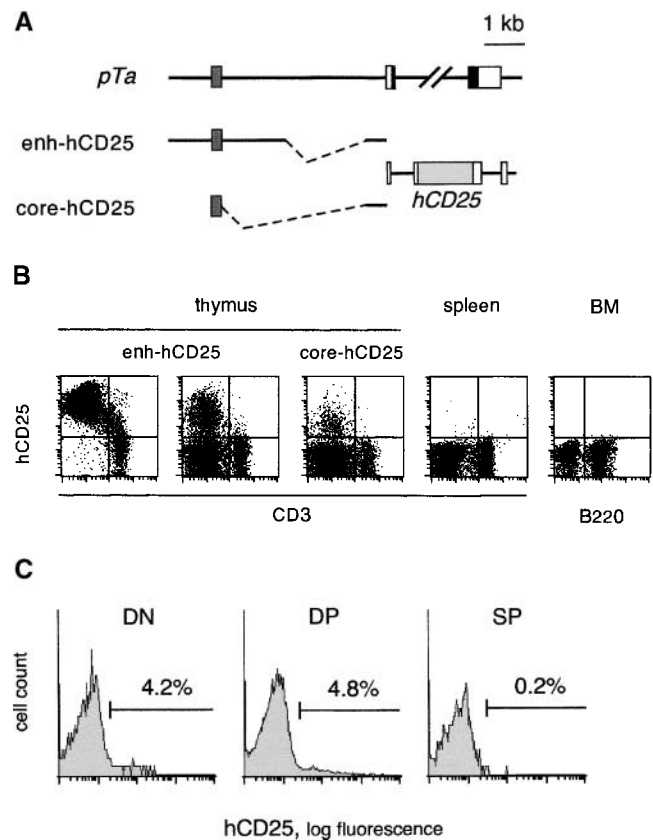 A
1 kb
pTa
enh-hCD25
core-hCD25
hCD25
B
thymus spleen BM
enh-hCD25 core-hCD25
hCD25
CD3 B220
C
DN DP SP
4.2% 4.8% 0.2%
cell count
hCD25, log fluorescence